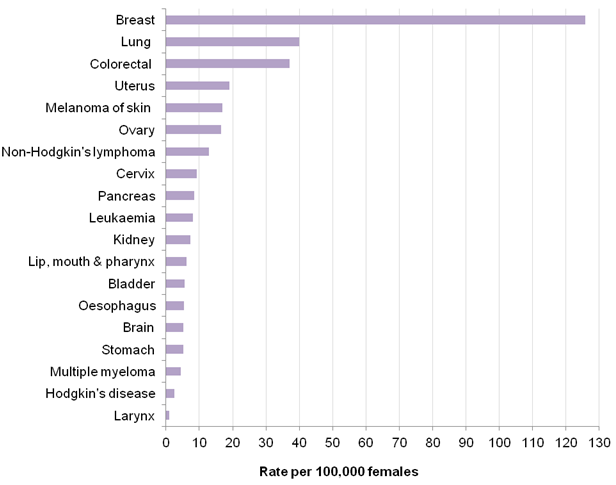 Breast
Lung
Colorectal
Uterus
Melanoma of skin
Ovary
Non-Hodgkin's lymphoma
Cervix
Pancreas
Leukaemia
Kidney
Lip, mouth & pharynx
Bladder
Oesophagus
Brain
Stomach
Multiple myeloma
Hodgkin's disease
Larynx
0 10 20 30 40 50 60 70 80 90 100 110 120 130
Rate per 100,000 females